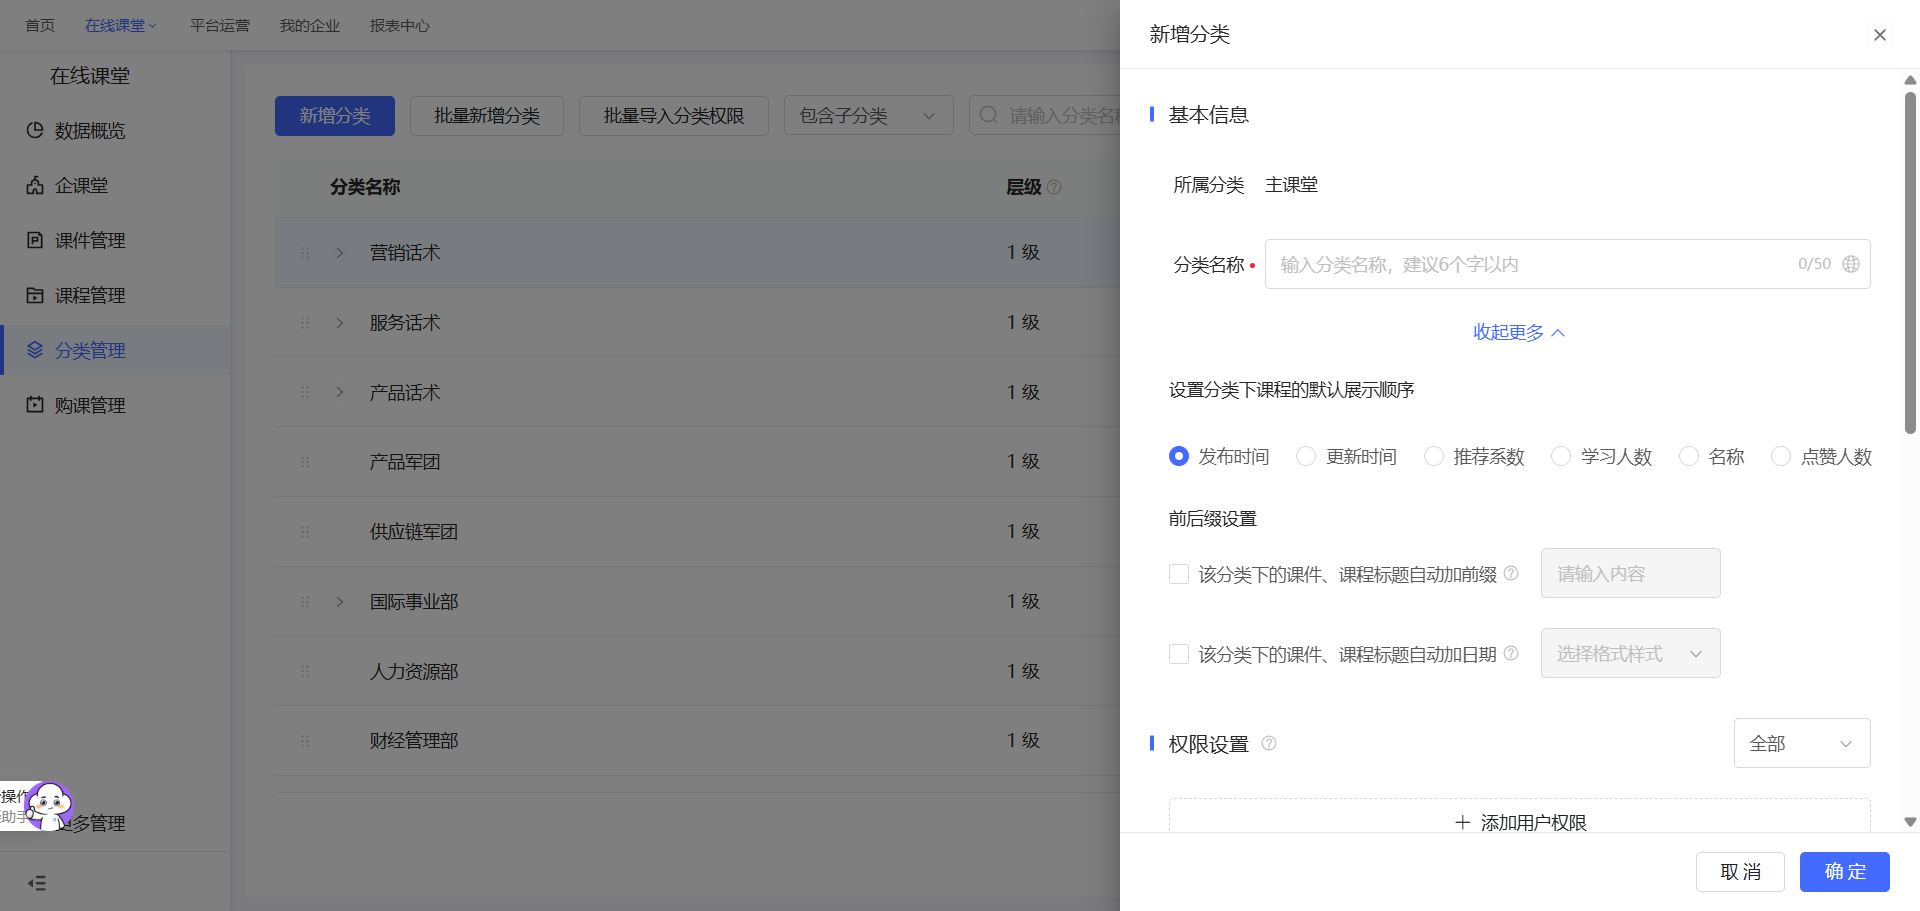 首页 在线课堂 平台运营 我的企业 报表中心
在线课堂
数据概览
企课堂
课件管理
课程管理
分类管理
购课管理
操作
助手
更多管理
新增分类 批量新增分类 批量导入分类权限 包含子分类 请输入分类名称
分类名称 层级
营销话术 1 级
服务话术 1 级
产品话术 1 级
产品军团 1 级
供应链军团 1 级
国际事业部 1 级
人力资源部 1 级
财经管理部 1 级
新增分类
基本信息
所属分类 主课堂
分类名称 输入分类名称，建议6个字以内 0/50
收起更多
设置分类下课程的默认展示顺序
发布时间 更新时间 推荐系数 学习人数 名称 点赞人数
前后缀设置
该分类下的课件、课程标题自动加前缀 请输入内容
该分类下的课件、课程标题自动加日期 选择格式样式
权限设置 全部
添加用户权限
取消 确定